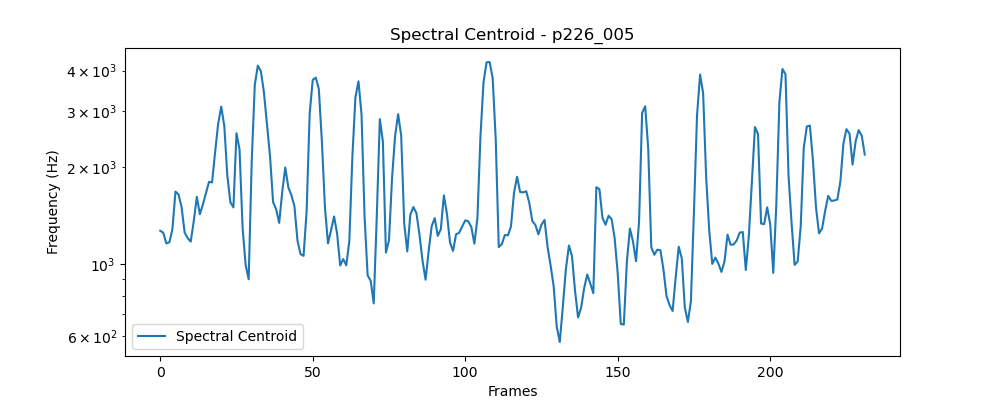 Spectral Centroid - p226_005
Frequency (Hz)
4 × 10³
3 × 10³
2 × 10³
10³
6 × 10²
Spectral Centroid
0 50 100 150 200
Frames